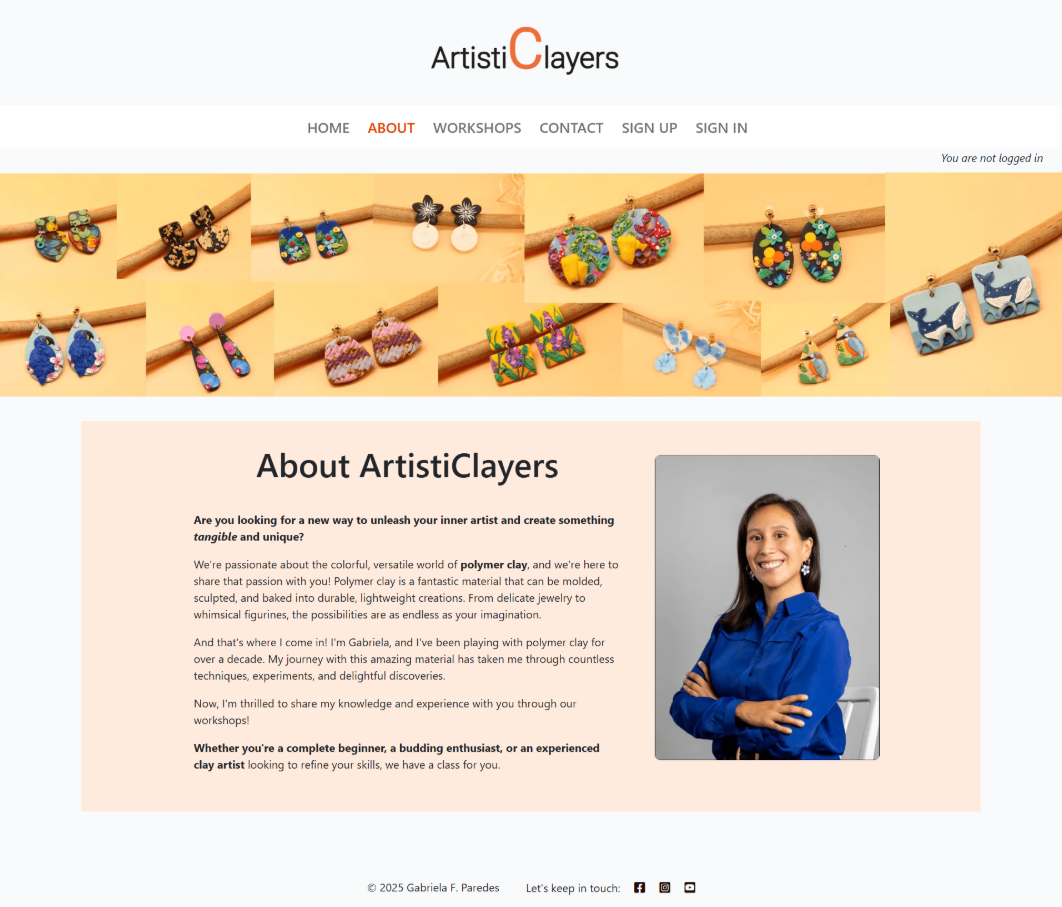 ArtistiClayers
HOME ABOUT WORKSHOPS CONTACT SIGN UP SIGN IN
You are not logged in
About ArtistiClayers
Are you looking for a new way to unleash your inner artist and create something
tangible and unique?
We're passionate about the colorful, versatile world of polymer clay, and we're here to
share that passion with you! Polymer clay is a fantastic material that can be molded,
sculpted, and baked into durable, lightweight creations. From delicate jewelry to
whimsical figurines, the possibilities are as endless as your imagination.
And that's where I come in! I'm Gabriela, and I've been playing with polymer clay for
over a decade. My journey with this amazing material has taken me through countless
techniques, experiments, and delightful discoveries.
Now, I'm thrilled to share my knowledge and experience with you through our
workshops!
Whether you're a complete beginner, a budding enthusiast, or an experienced
clay artist looking to refine your skills, we have a class for you.
© 2025 Gabriela F. Paredes Let's keep in touch: